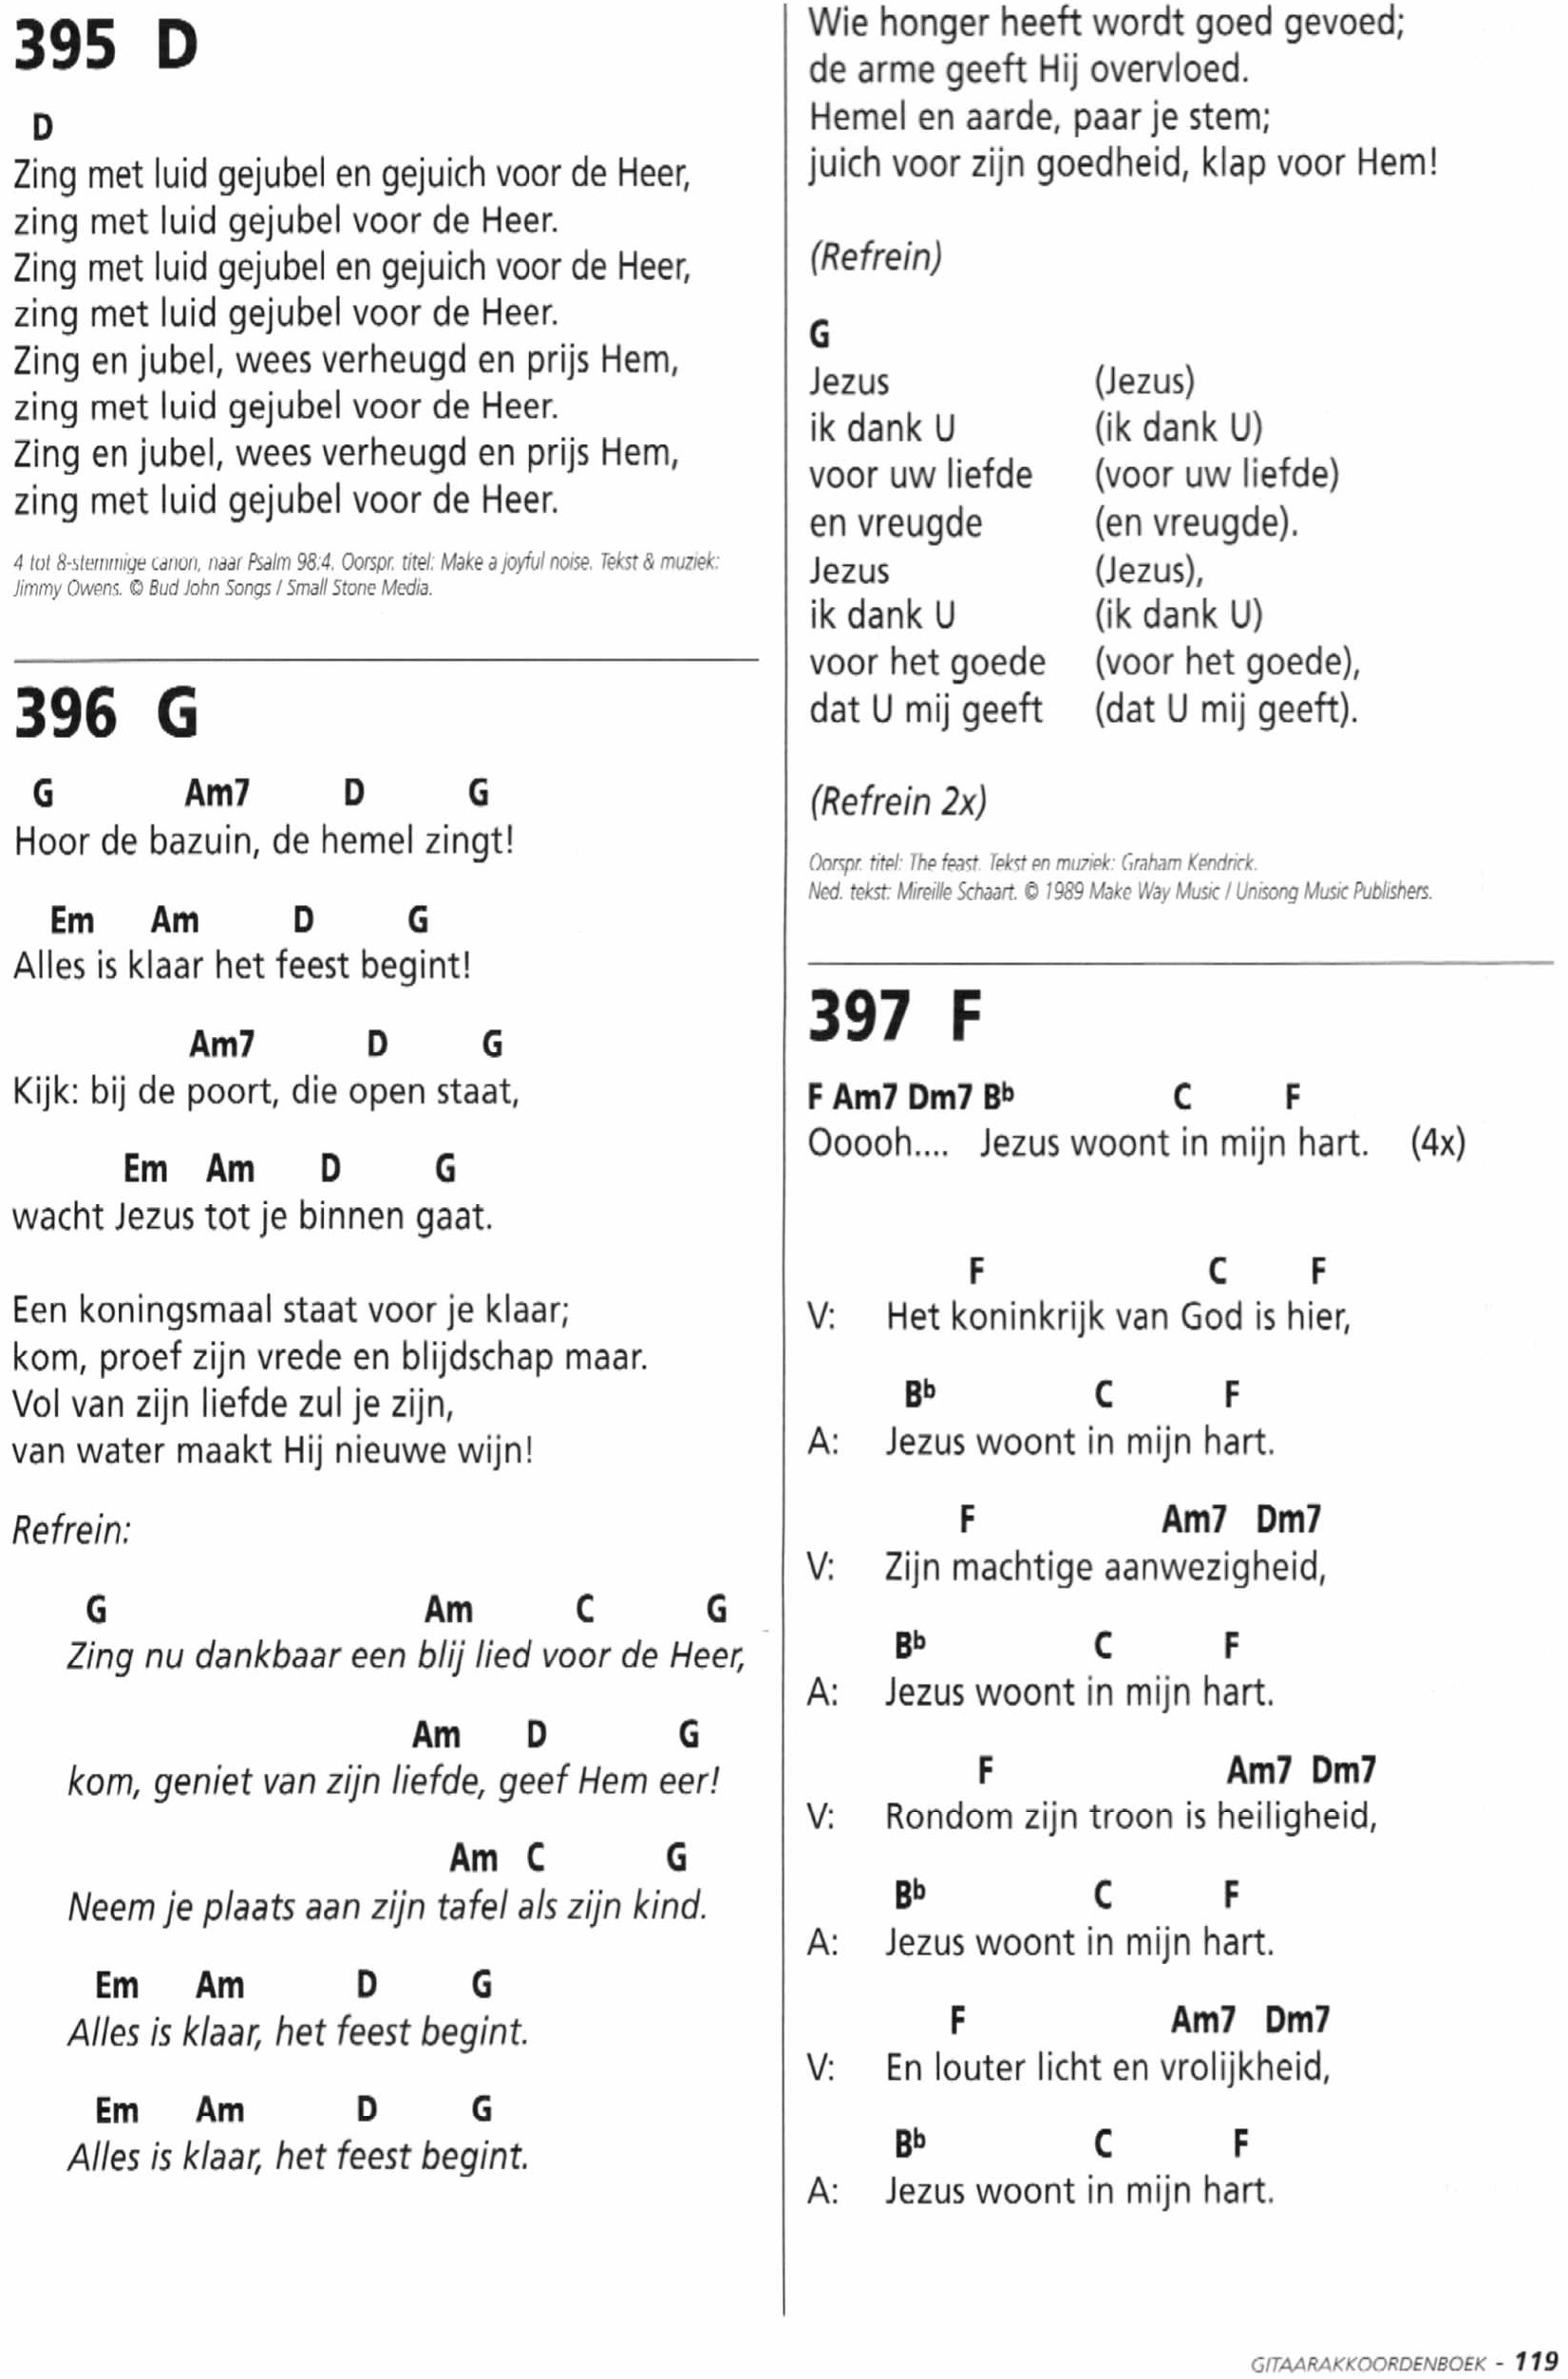 395 D
D
Zing met luid gejubel en gejuich voor de Heer,
zing met luid gejubel voor de Heer.
Zing met luid gejubel en gejuich voor de Heer,
zing met luid gejubel voor de Heer.
Zing en jubel, wees verheugd en prijs Hem,
zing met luid gejubel voor de Heer.
Zing en jubel, wees verheugd en prijs Hem,
zing met luid gejubel voor de Heer.
4 tot 8-stemmige canon, naar Psalm 98:4. Oorspr. titel: Make a joyful noise. Tekst & muziek:
Jimmy Owens. © Bud John Songs / Small Stone Media.
396 G
G Am7 D G
Hoor de bazuin, de hemel zingt!
Em Am D G
Alles is klaar het feest begint!
Am7 D G
Kijk: bij de poort, die open staat,
Em Am D G
wacht Jezus tot je binnen gaat.
Een koningsmaal staat voor je klaar;
kom, proef zijn vrede en blijdschap maar.
Vol van zijn liefde zul je zijn,
van water maakt Hij nieuwe wijn!
Refrein:
G Am C G
Zing nu dankbaar een blij lied voor de Heer,
Am D G
kom, geniet van zijn liefde, geef Hem eer!
Am C G
Neem je plaats aan zijn tafel als zijn kind.
Em Am D G
Alles is klaar, het feest begint.
Em Am D G
Alles is klaar, het feest begint.
Wie honger heeft wordt goed gevoed;
de arme geeft Hij overvloed.
Hemel en aarde, paar je stem;
juich voor zijn goedheid, klap voor Hem!
(Refrein)
G
Jezus (Jezus)
ik dank U (ik dank U)
voor uw liefde (voor uw liefde)
en vreugde (en vreugde).
Jezus (Jezus),
ik dank U (ik dank U)
voor het goede (voor het goede),
dat U mij geeft (dat U mij geeft).
(Refrein 2x)
Oorspr. titel: The feast. Tekst en muziek: Graham Kendrick.
Ned. tekst: Mireille Schaart. © 1989 Make Way Music / Unisong Music Publishers.
397 F
F Am7 Dm7 Bb C F
Ooooh.... Jezus woont in mijn hart. (4x)
F C F
V: Het koninkrijk van God is hier,
Bb C F
A: Jezus woont in mijn hart.
F Am7 Dm7
V: Zijn machtige aanwezigheid,
Bb C F
A: Jezus woont in mijn hart.
F Am7 Dm7
V: Rondom zijn troon is heiligheid,
Bb C F
A: Jezus woont in mijn hart.
F Am7 Dm7
V: En louter licht en vrolijkheid,
Bb C F
A: Jezus woont in mijn hart.
GITAARAKKOORDENBOEK - 119